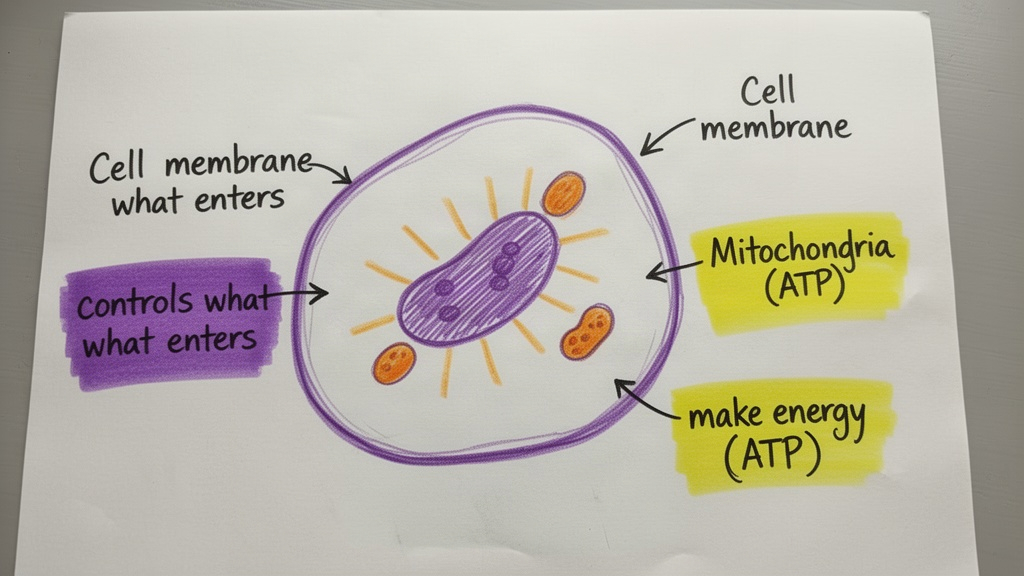 Cell membrane
what enters
controls what
what enters
Cell
membrane
Mitochondria
(ATP)
make energy
(ATP)